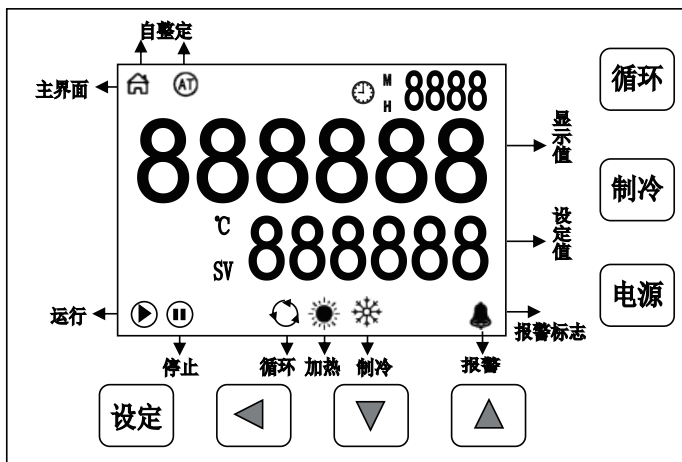 自整定
主界面
AT
M
H
8888
循环
888888
显示值
制冷
℃
SV
888888
设定值
电源
运行
报警标志
停止
循环 加热 制冷
报警
设定